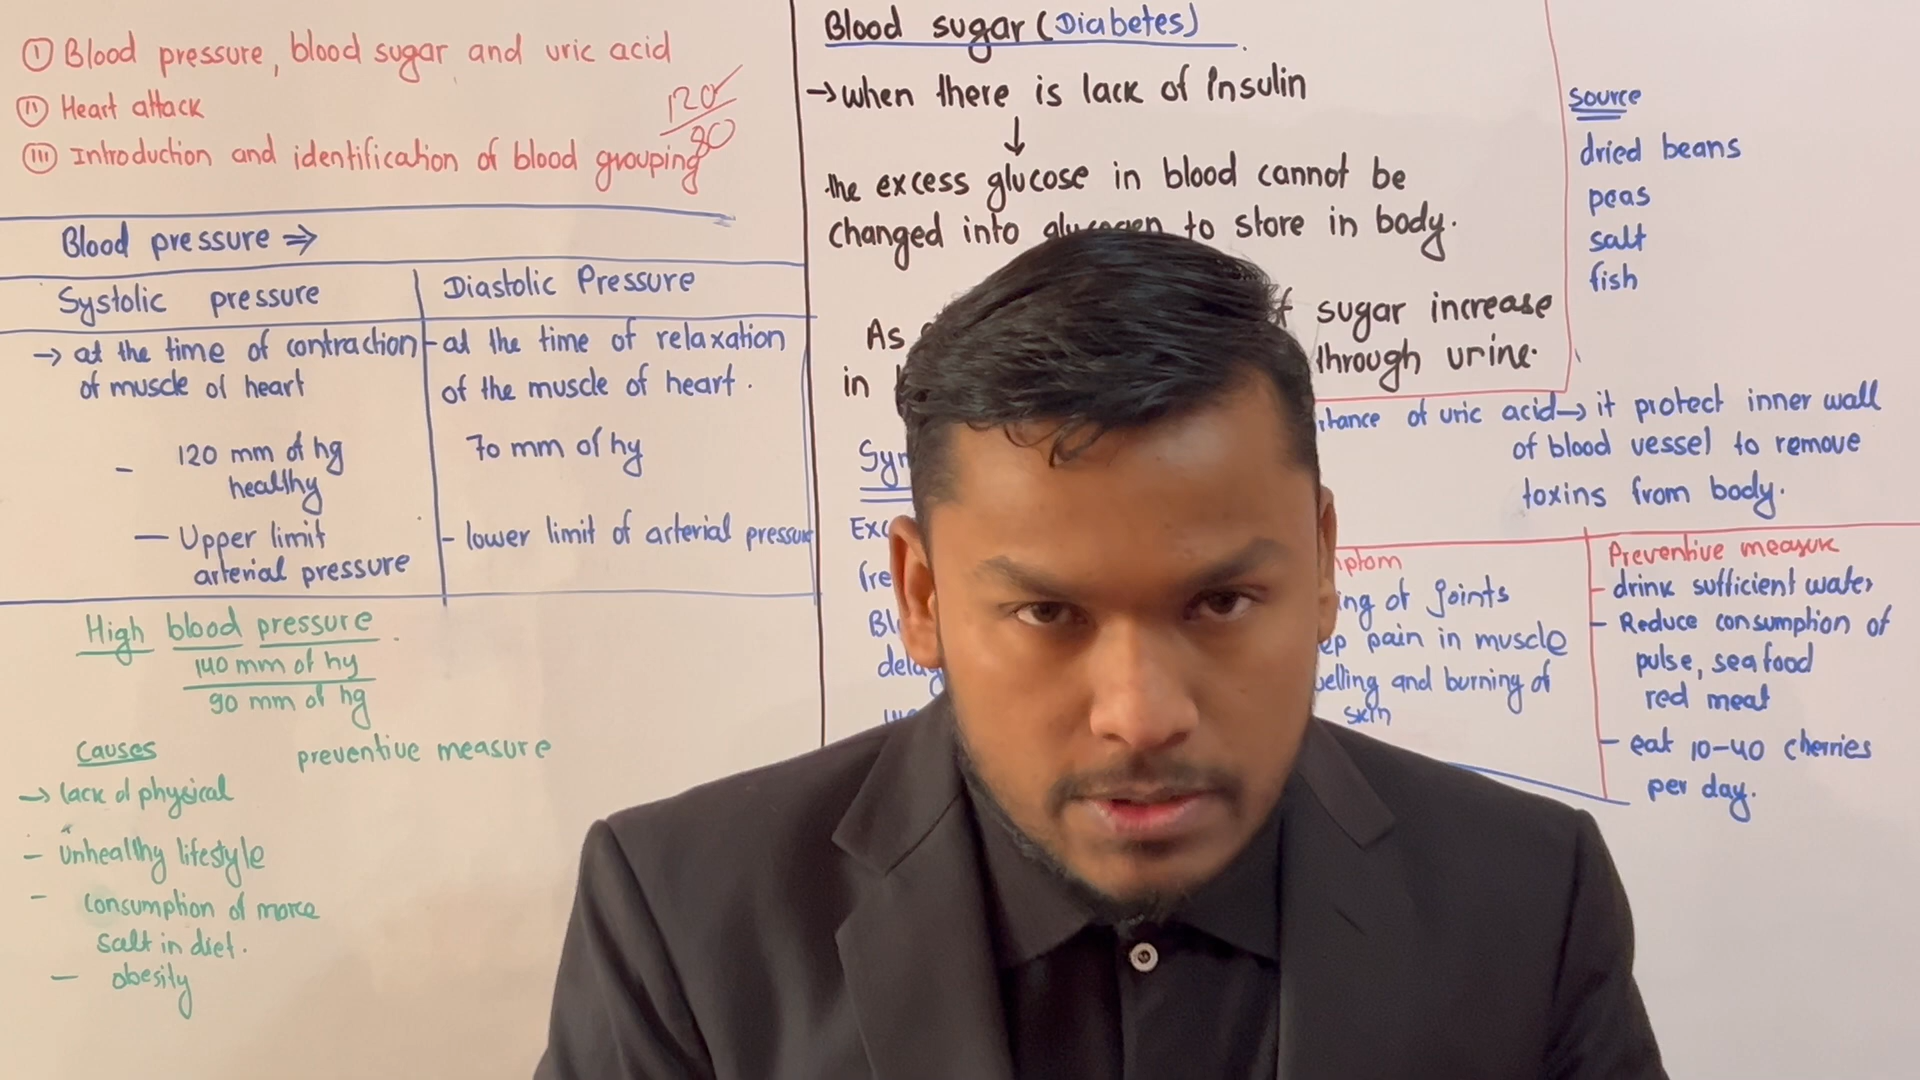 ① Blood pressure, blood sugar and uric acid
⑪ Heart attack
⑪⑪ Introduction and identification of blood grouping
120
80
Blood pressure ⇒
Systolic pressure
→ at the time of contraction
of muscle of heart
- 120 mm of hg
healthy
— Upper limit
arterial pressure
Diastolic Pressure
- at the time of relaxation
of the muscle of heart.
70 mm of hy
- lower limit of arterial pressure
High blood pressure
140 mm of hy
90 mm of hg
Causes
→ lack of physical
- unhealthy lifestyle
- consumption of more
salt in diet.
- obesity
preventive measure
Blood sugar (Diabetes)
→ when there is lack of Insulin
↓
the excess glucose in blood cannot be
changed into to store in body.
As sugar increase
in through urine.
source
dried beans
peas
salt
fish
of uric acid → it protect inner wall
of blood vessel to remove
toxins from body.
of joints
pain in muscle
and burning of
skin
Preventive measure
- drink sufficient water
- Reduce consumption of
pulse, sea food
red meat
- eat 10-40 cherries
per day.